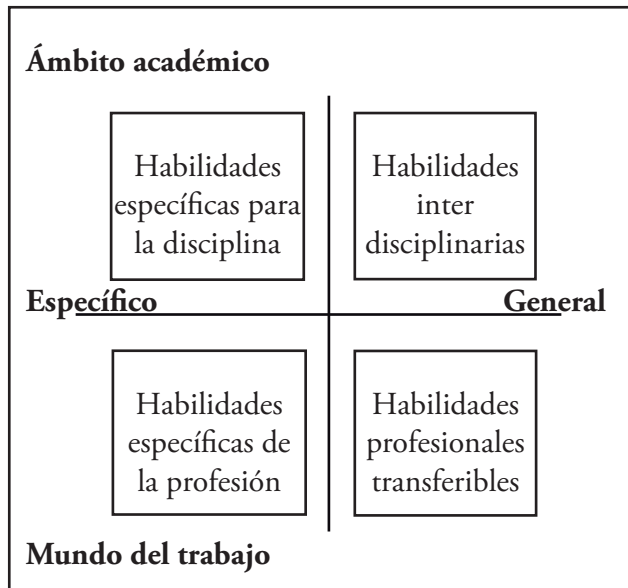 Ámbito académico
Habilidades
específicas para
la disciplina
Habilidades
inter
disciplinarias
Específico
General
Habilidades
específicas de
la profesión
Habilidades
profesionales
transferibles
Mundo del trabajo